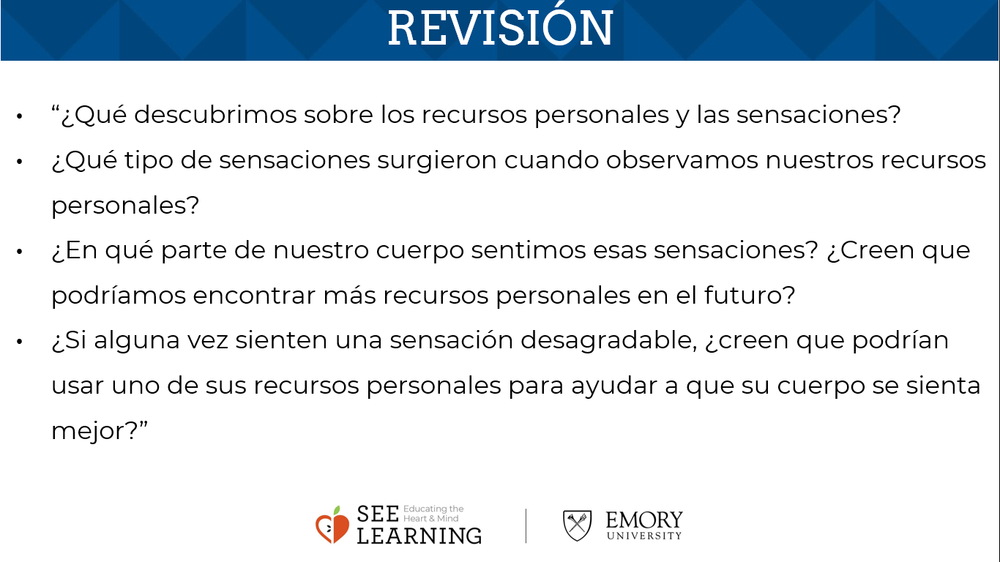 REVISIÓN
• “¿Qué descubrimos sobre los recursos personales y las sensaciones?
• ¿Qué tipo de sensaciones surgieron cuando observamos nuestros recursos
personales?
• ¿En qué parte de nuestro cuerpo sentimos esas sensaciones? ¿Creen que
podríamos encontrar más recursos personales en el futuro?
• ¿Si alguna vez sienten una sensación desagradable, ¿creen que podrían
usar uno de sus recursos personales para ayudar a que su cuerpo se sienta
mejor?”
SEE Educating the
Heart & Mind
LEARNING
EMORY
UNIVERSITY